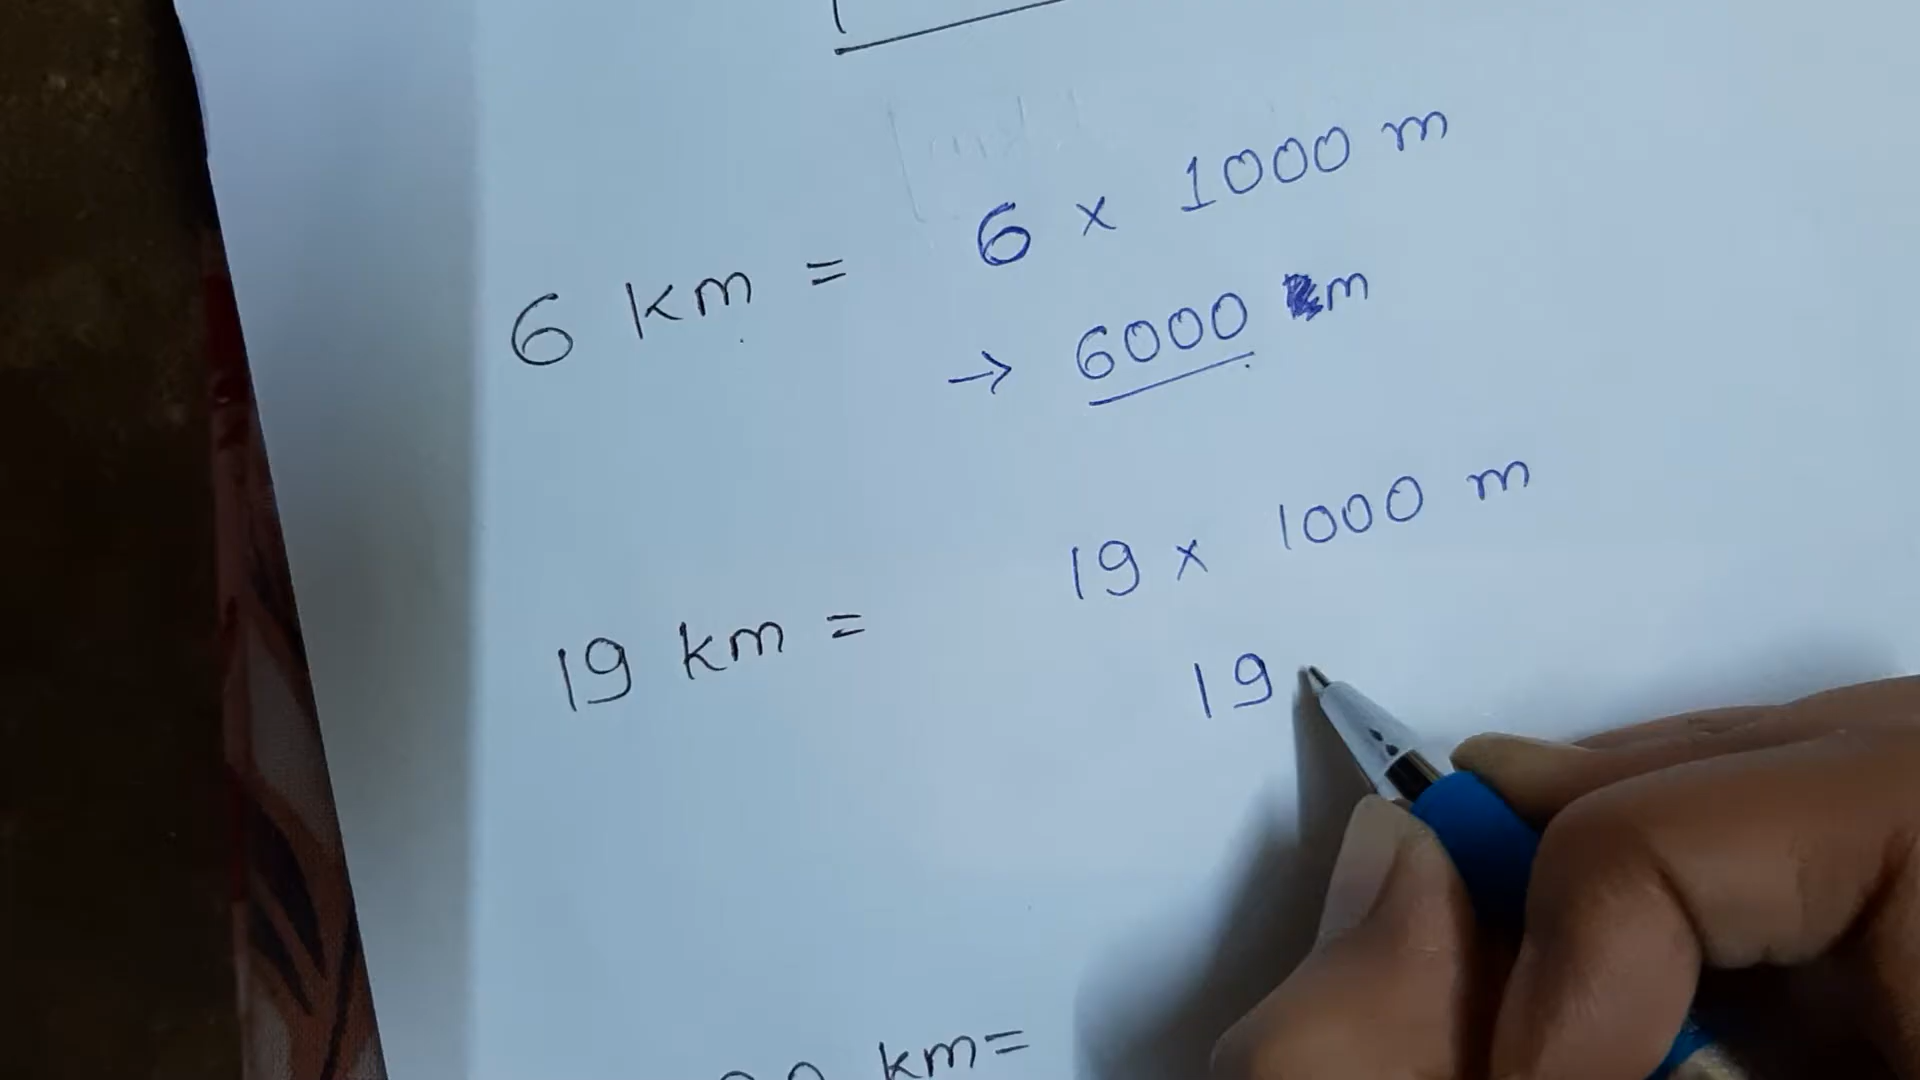 6 km = 6 x 1000 m
→ 6000 m
19 km = 19 x 1000 m
19
km=